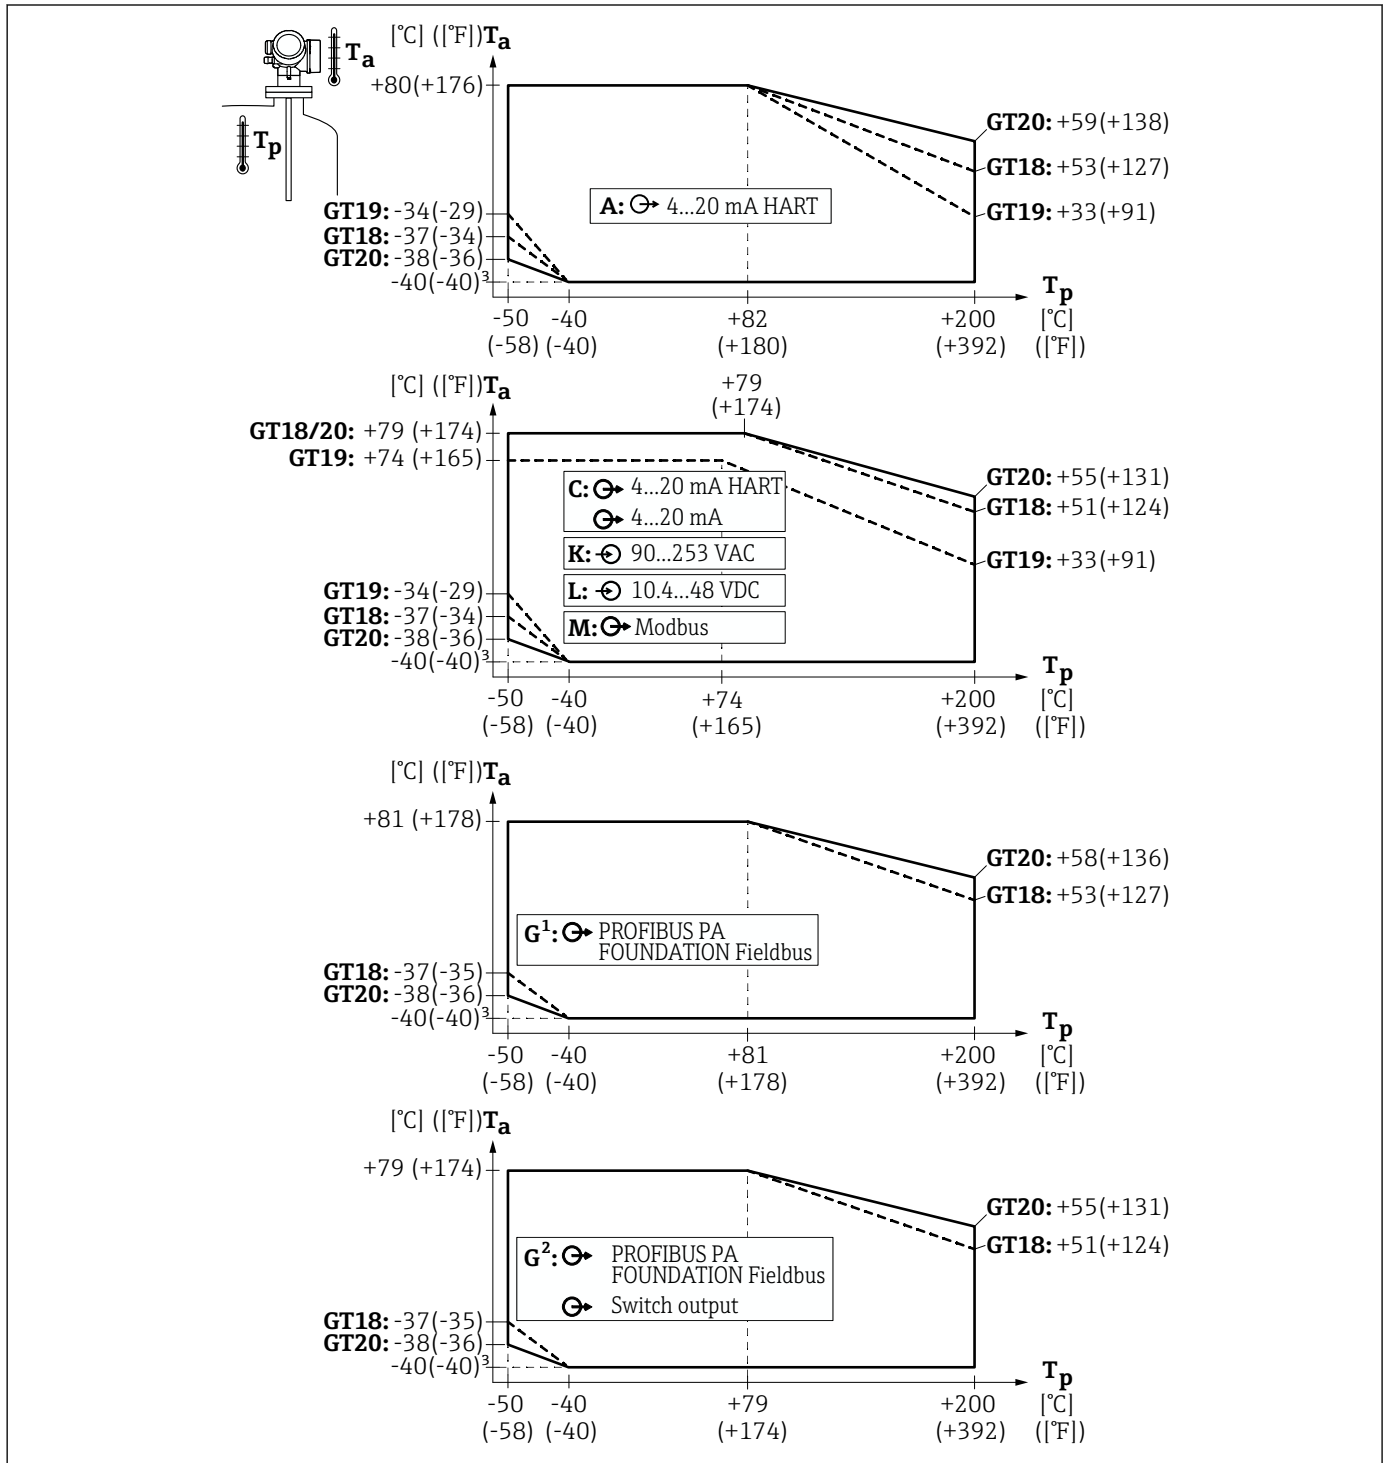 [°C] ([°F]) Ta
Ta
Tp
+80(+176)
GT20: +59(+138)
GT18: +53(+127)
GT19: +33(+91)
A: 4...20 mA HART
GT19: -34(-29)
GT18: -37(-34)
GT20: -38(-36)
-40(-40)³
Tp
-50 -40 +82 +200 [°C]
(-58) (-40) (+180) (+392) ([°F])
[°C] ([°F]) Ta
+79
(+174)
GT18/20: +79 (+174)
GT19: +74 (+165)
GT20: +55(+131)
GT18: +51(+124)
GT19: +33(+91)
C: 4...20 mA HART
4...20 mA
K: 90...253 VAC
L: 10.4...48 VDC
M: Modbus
GT19: -34(-29)
GT18: -37(-34)
GT20: -38(-36)
-40(-40)³
Tp
-50 -40 +74 +200 [°C]
(-58) (-40) (+165) (+392) ([°F])
[°C] ([°F]) Ta
+81 (+178)
GT20: +58(+136)
GT18: +53(+127)
G¹: PROFIBUS PA
FOUNDATION Fieldbus
GT18: -37(-35)
GT20: -38(-36)
-40(-40)³
Tp
-50 -40 +81 +200 [°C]
(-58) (-40) (+178) (+392) ([°F])
[°C] ([°F]) Ta
+79 (+174)
GT20: +55(+131)
GT18: +51(+124)
G²: PROFIBUS PA
FOUNDATION Fieldbus
Switch output
GT18: -37(-35)
GT20: -38(-36)
-40(-40)³
Tp
-50 -40 +79 +200 [°C]
(-58) (-40) (+174) (+392) ([°F])